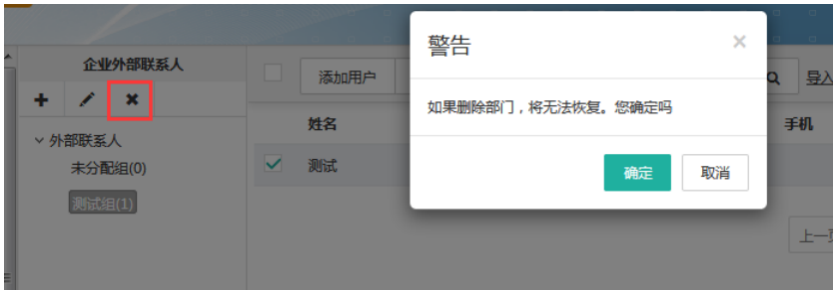 企业外部联系人
外部联系人
未分配组(0)
测试组(1)
添加用户
导入
姓名
手机
测试
警告
如果删除部门，将无法恢复。您确定吗
确定
取消
上一